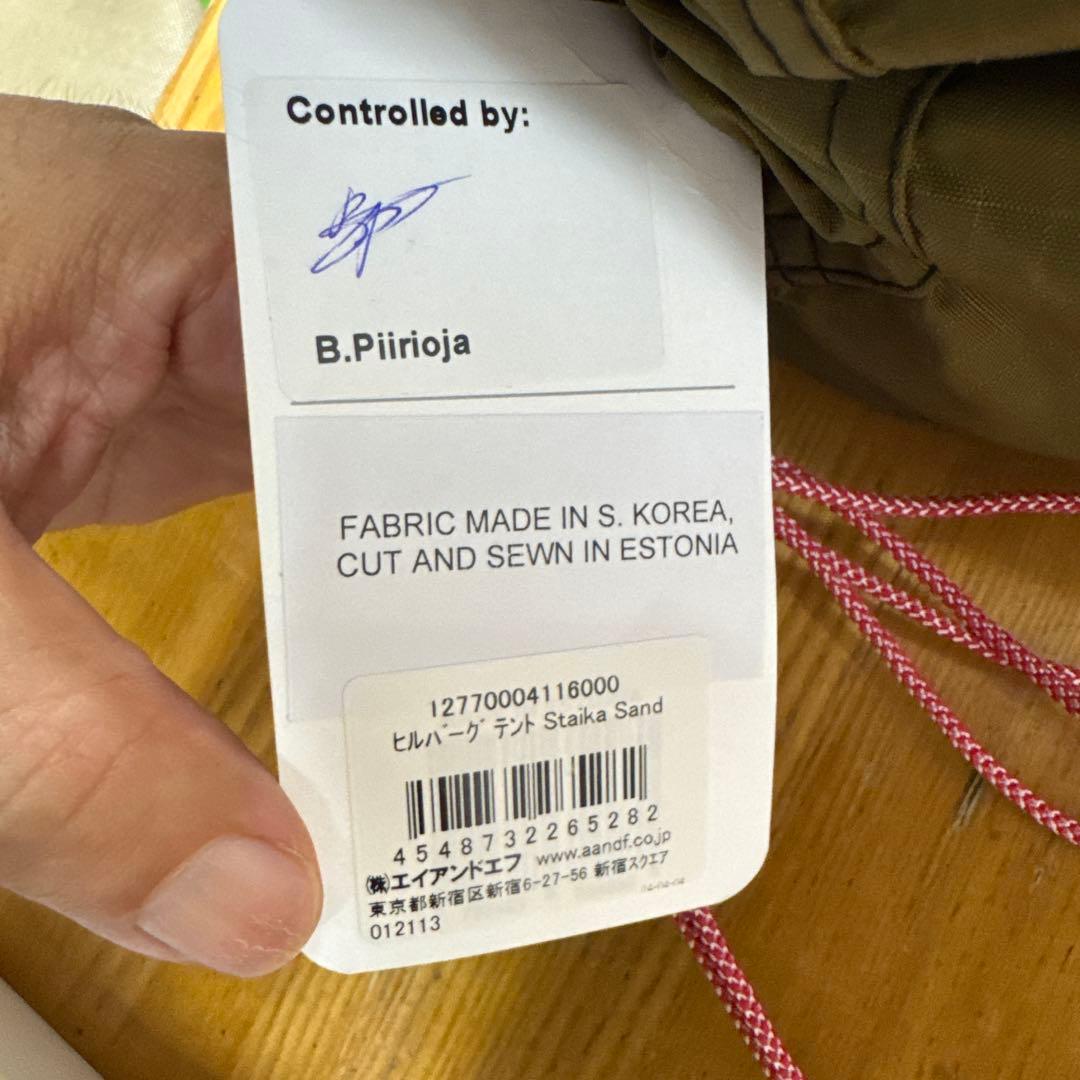 Controlled by:
B.Piirioja
FABRIC MADE IN S. KOREA,
CUT AND SEWN IN ESTONIA
12770004116000
ヒルバーグ テント Staika Sand
4548732265282
㈱エイアンドエフ www.aandf.co.jp
東京都新宿区新宿6-27-56 新宿スクエア
012113